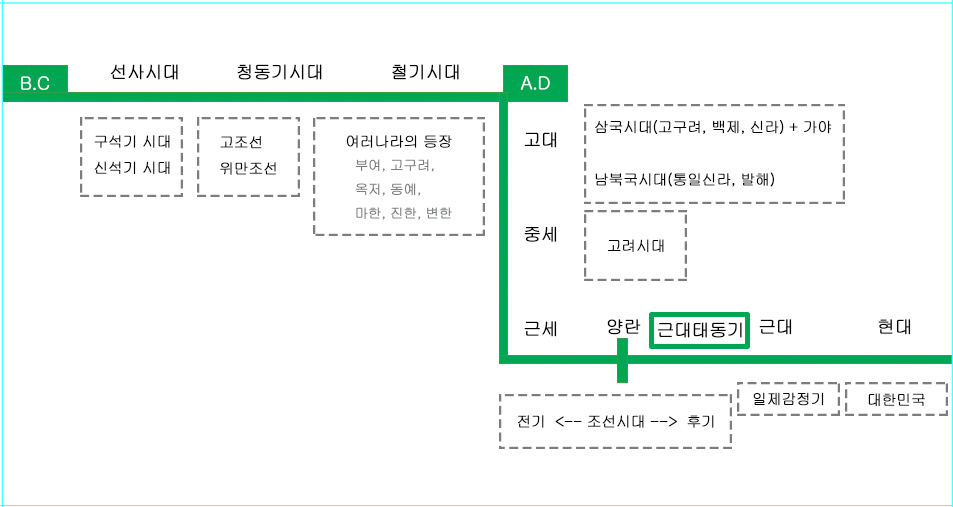 B.C
선사시대
청동기시대
철기시대
A.D
구석기 시대
신석기 시대
고조선
위만조선
여러나라의 등장
부여, 고구려,
옥저, 동예,
마한, 진한, 변한
고대
삼국시대(고구려, 백제, 신라) + 가야
남북국시대(통일신라, 발해)
중세
고려시대
근세
양란
근대태동기
근대
현대
전기 <-- 조선시대 --> 후기
일제감정기
대한민국